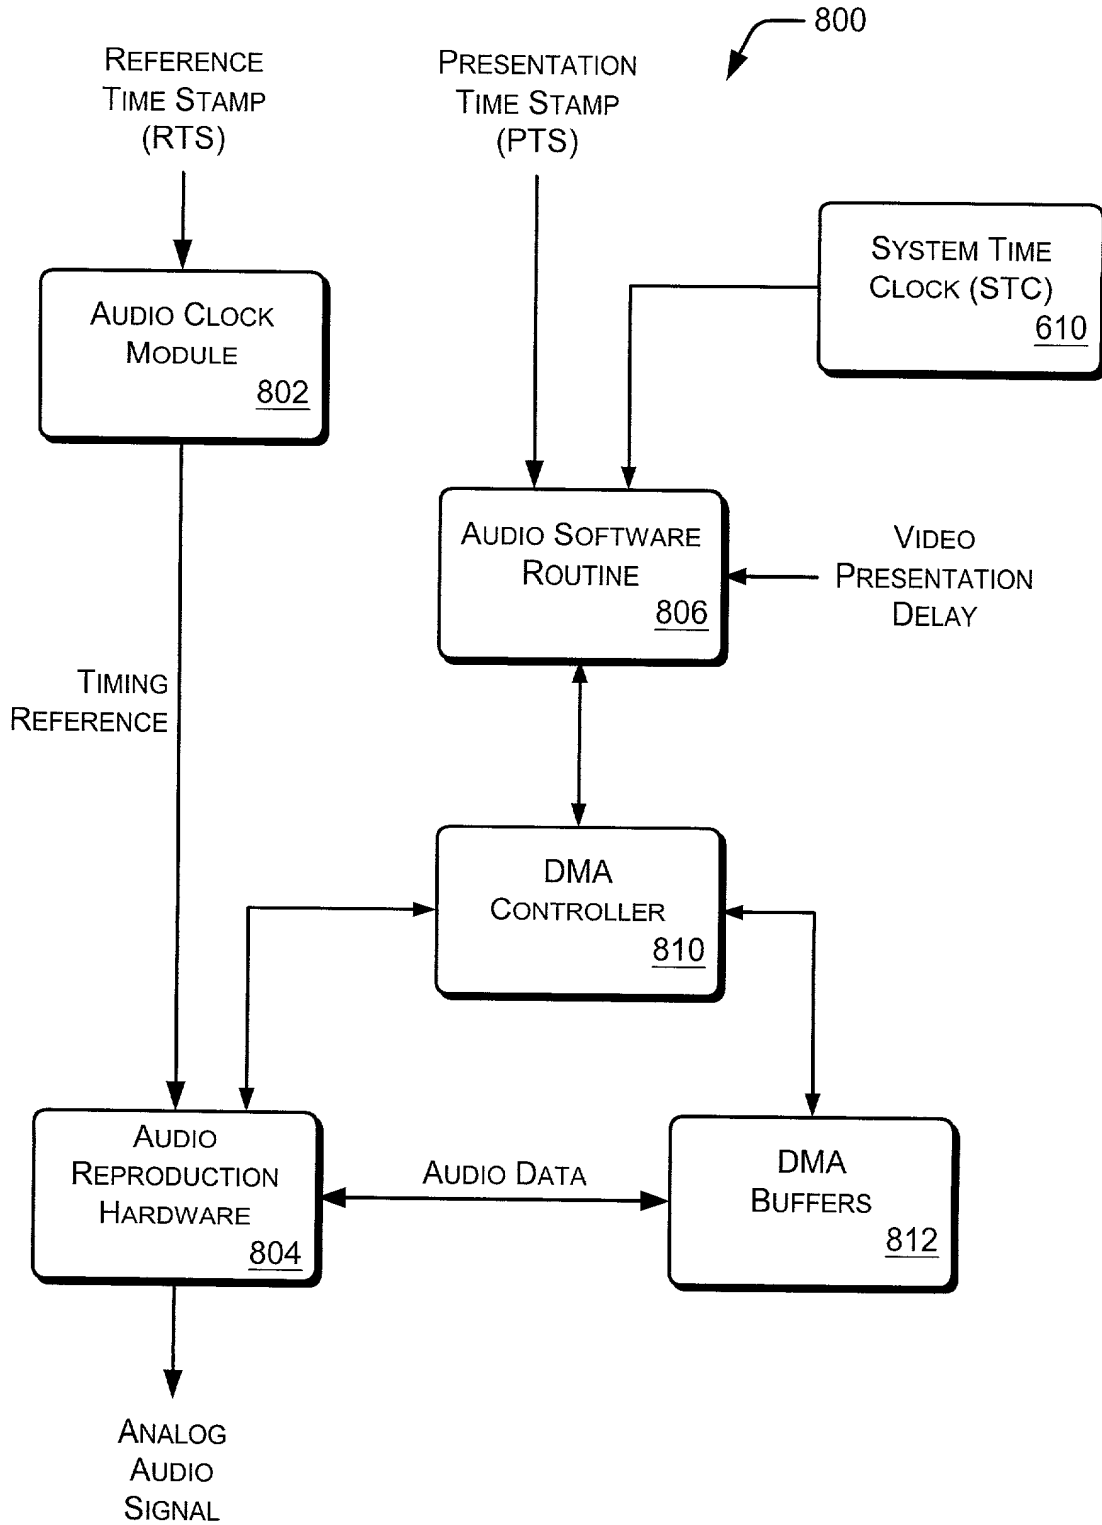 800
REFERENCE
TIME STAMP
(RTS)
PRESENTATION
TIME STAMP
(PTS)
SYSTEM TIME
CLOCK (STC)
610
AUDIO CLOCK
MODULE
802
AUDIO SOFTWARE
ROUTINE
806
VIDEO
PRESENTATION
DELAY
TIMING
REFERENCE
DMA
CONTROLLER
810
AUDIO
REPRODUCTION
HARDWARE
804
AUDIO DATA
DMA
BUFFERS
812
ANALOG
AUDIO
SIGNAL